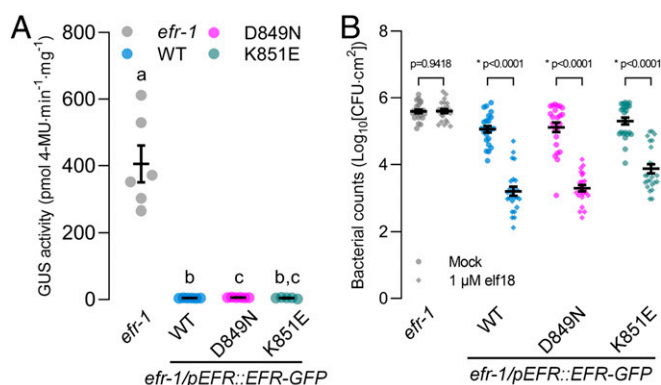 A
efr-1
D849N
WT
K851E
GUS activity (pmol 4-MU·min-1·mg-1)
800
600
400
200
0
a
b
c
b,c
efr-1
WT
D849N
K851E
efr-1/pEFR::EFR-GFP
B
Bacterial counts (Log10[CFU·cm2])
8
6
4
2
0
p=0.9418
* p<0.0001
* p<0.0001
* p<0.0001
Mock
1 µM elf18
efr-1
WT
D849N
K851E
efr-1/pEFR::EFR-GFP